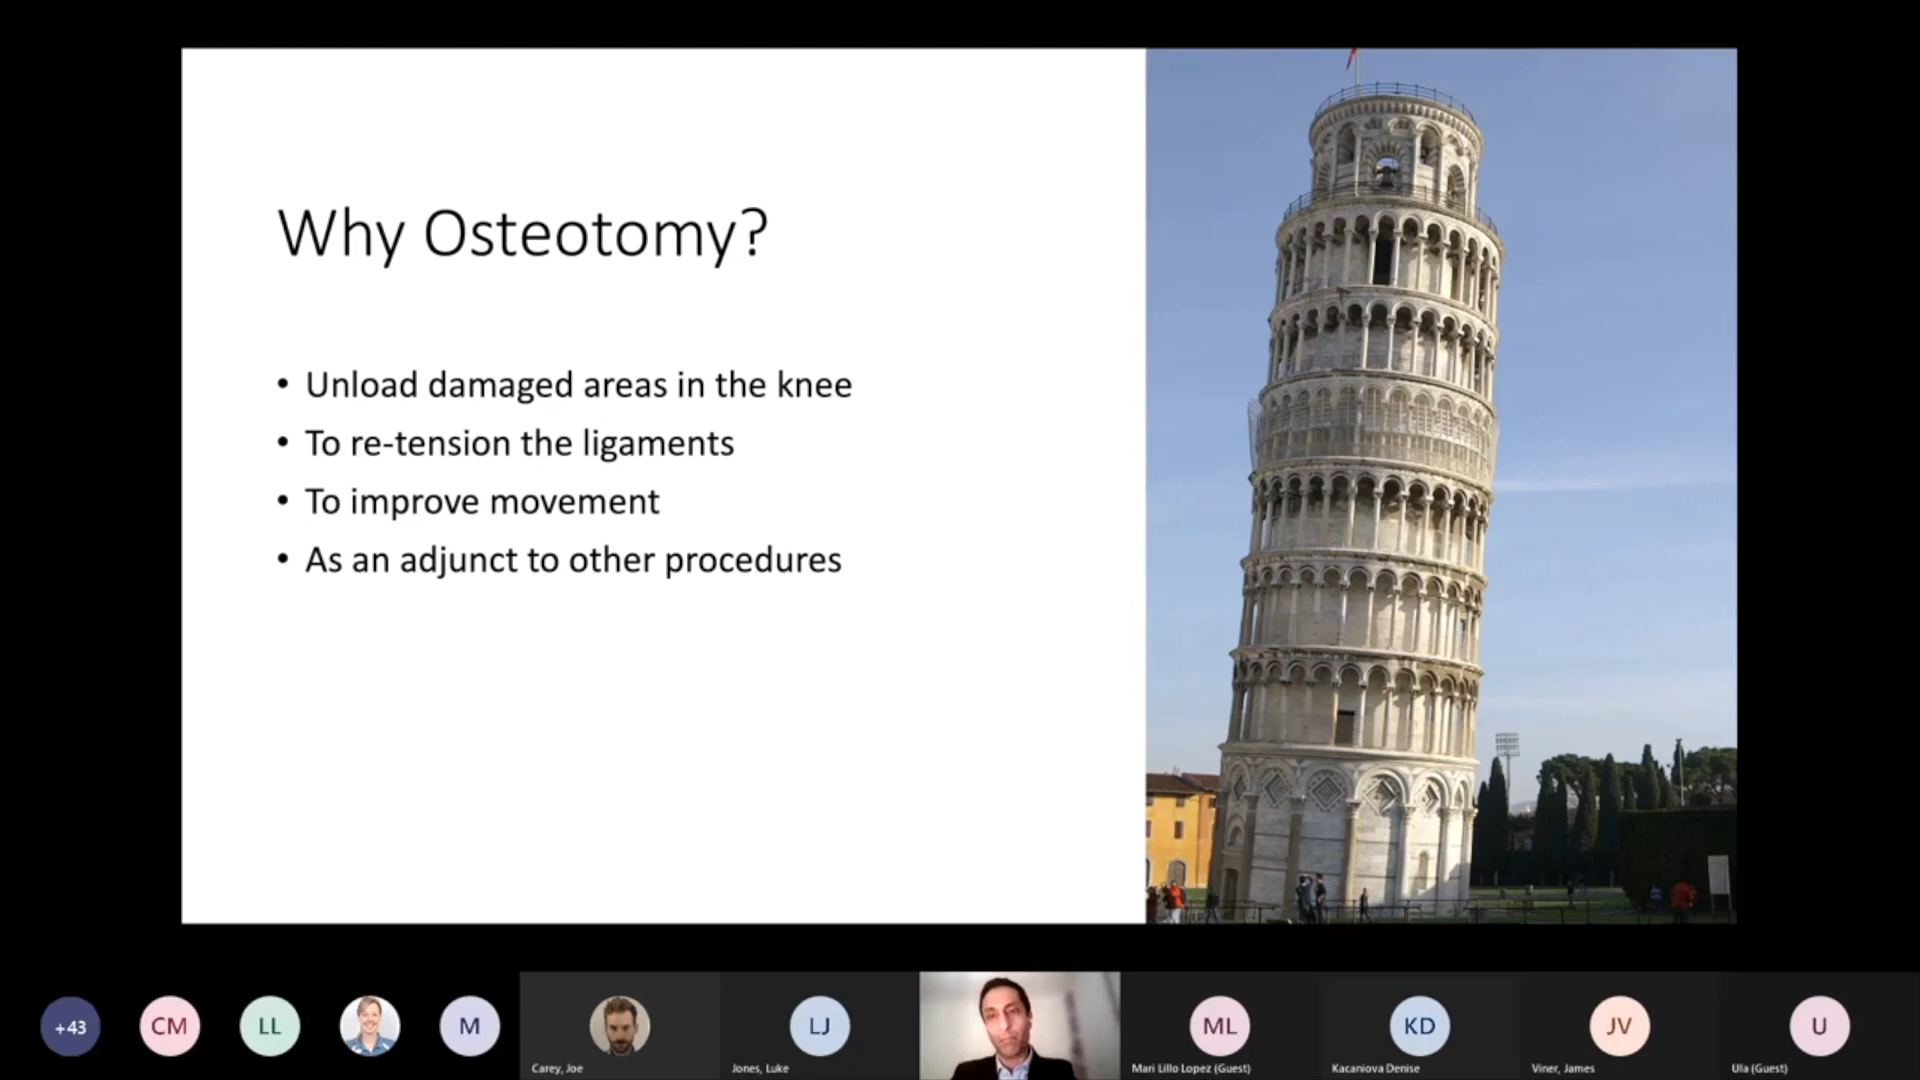 Why Osteotomy?
• Unload damaged areas in the knee
• To re-tension the ligaments
• To improve movement
• As an adjunct to other procedures
+43
CM
LL
M
Carey, Joe
LJ
Jones, Luke
ML
Mari Lillo Lopez (Guest)
KD
Kacaniova Denise
JV
Viner, James
U
Ula (Guest)